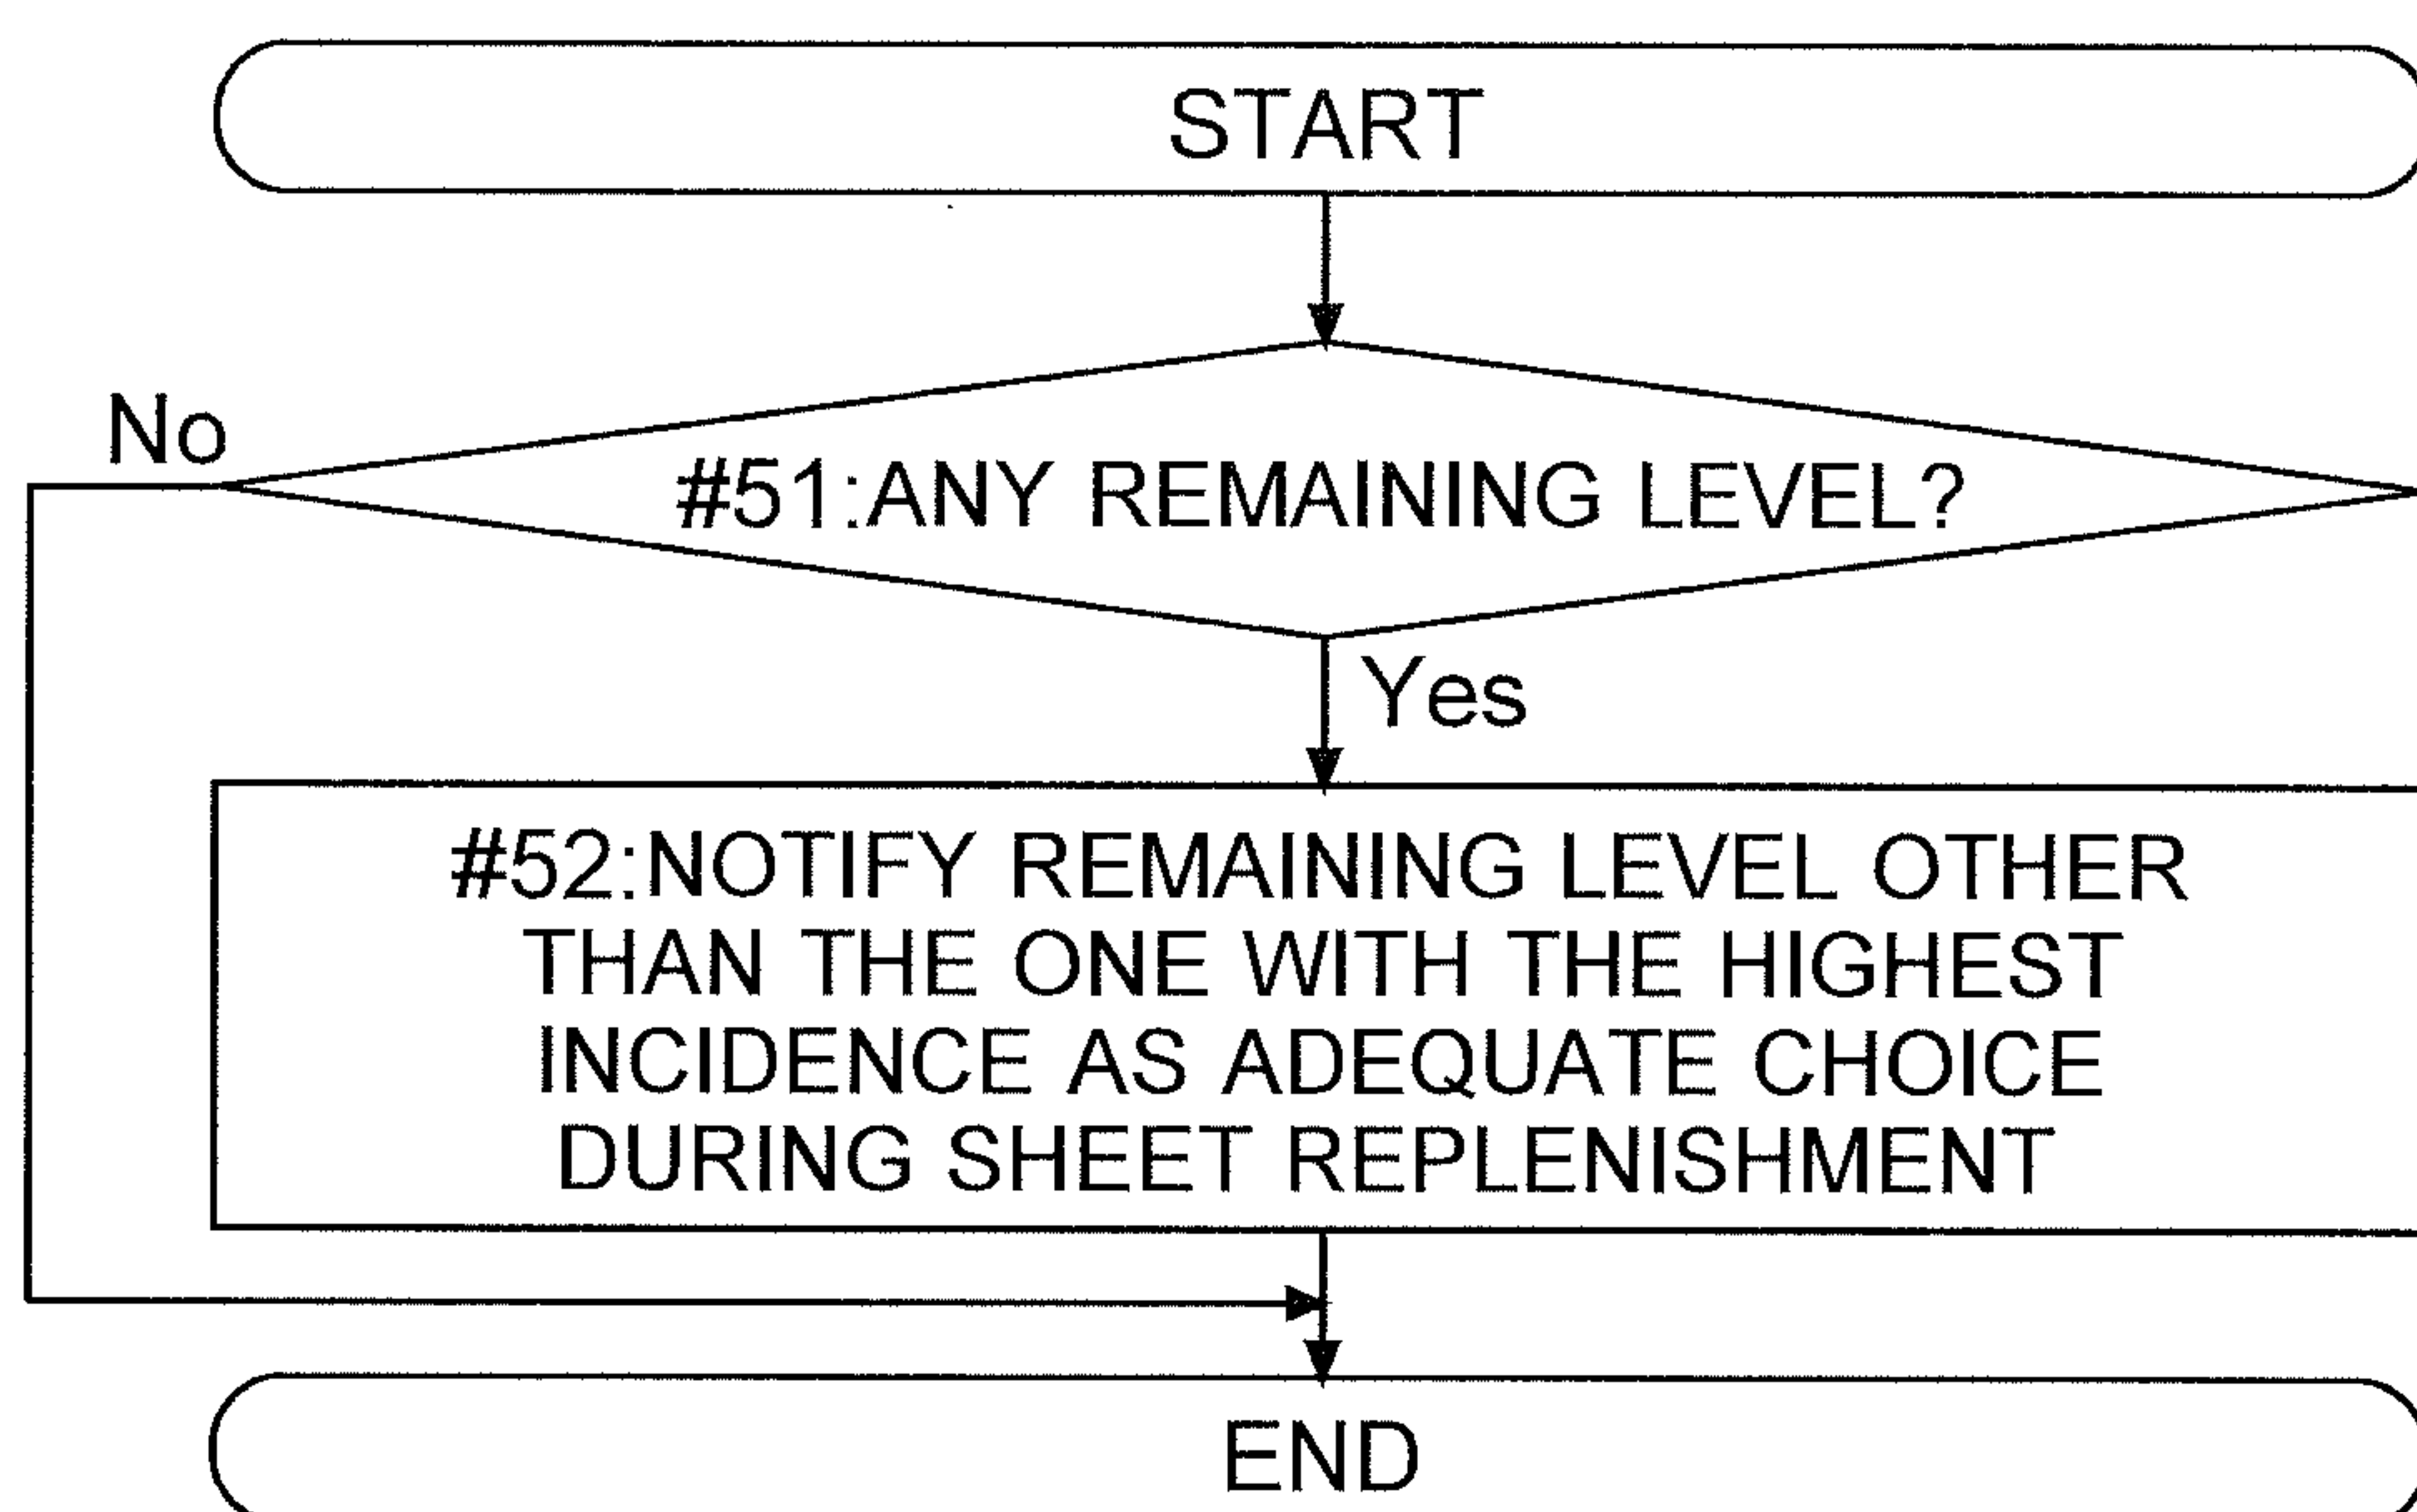 START
No
#51:ANY REMAINING LEVEL?
Yes
#52:NOTIFY REMAINING LEVEL OTHER
THAN THE ONE WITH THE HIGHEST
INCIDENCE AS ADEQUATE CHOICE
DURING SHEET REPLENISHMENT
END